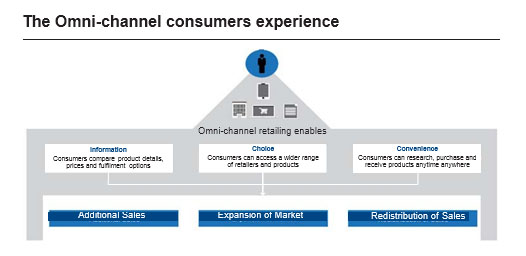 The Omni-channel consumers experience
Omni-channel retailing enables
Information
Consumers compare product details,
prices and fulfilment options
Choice
Consumers can access a wider range
of retailers and products
Convenience
Consumers can research, purchase and
receive products anytime anywhere
Additional Sales
Expansion of Market
Redistribution of Sales